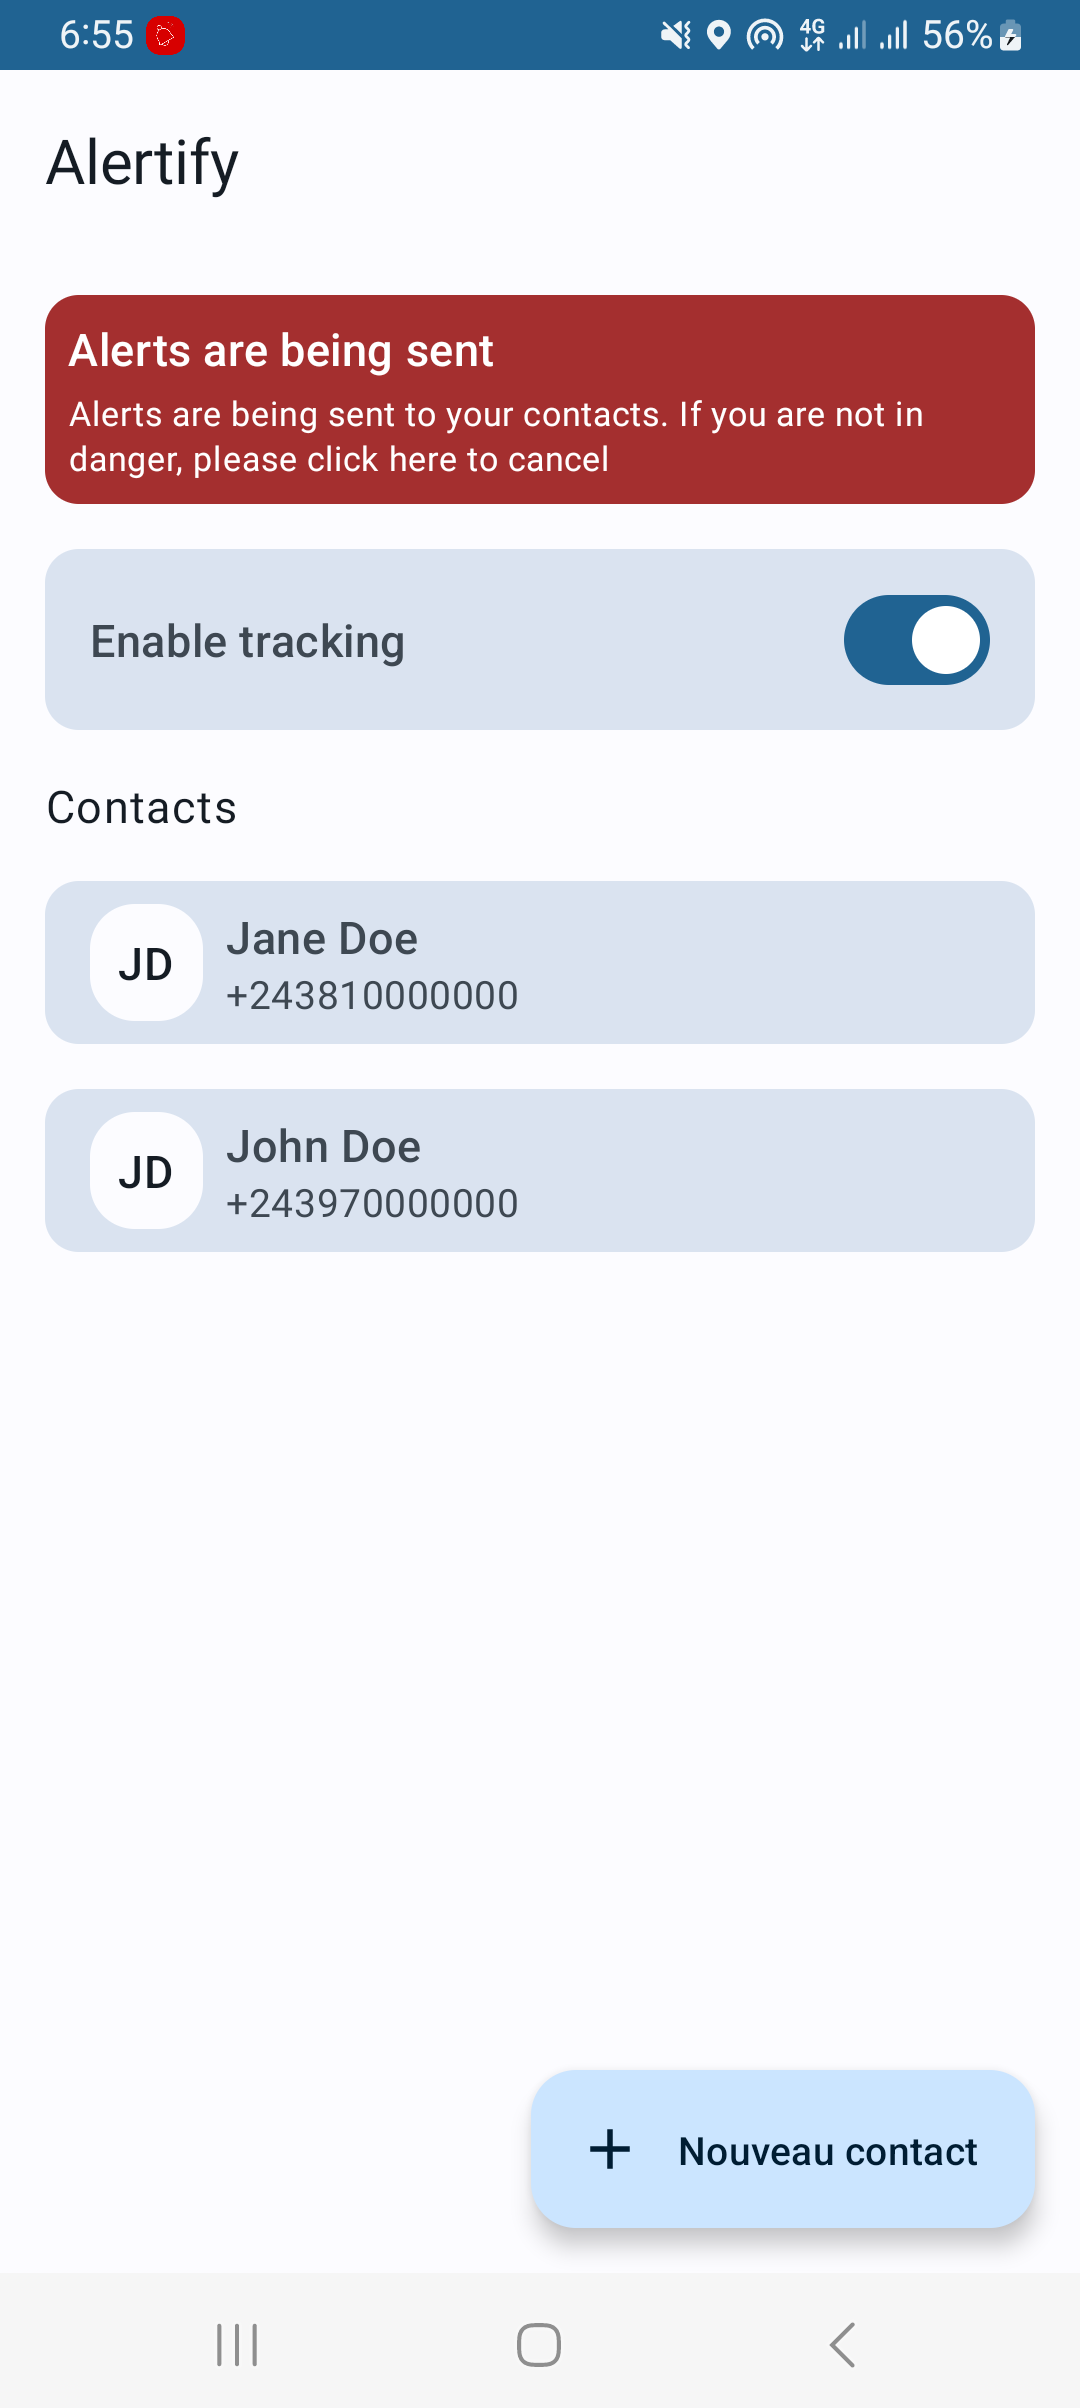 6:55 4G 56%
Alertify
Alerts are being sent
Alerts are being sent to your contacts. If you are not in
danger, please click here to cancel
Enable tracking
Contacts
JD Jane Doe
+243810000000
JD John Doe
+243970000000
Nouveau contact